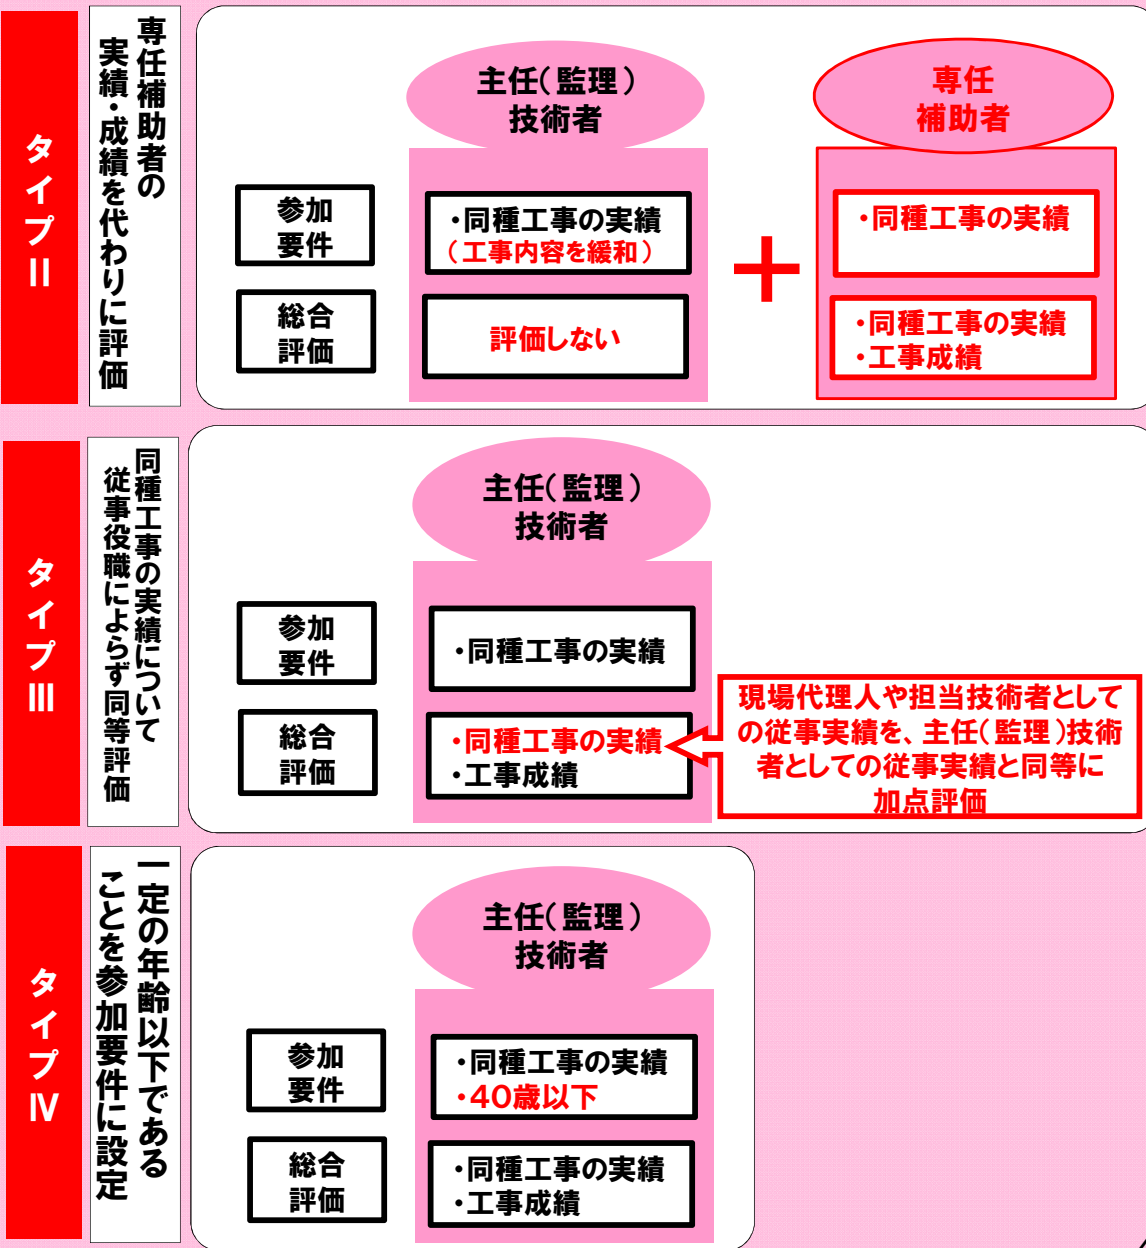 タイプⅡ
専任補助者の
実績・成績を代わりに評価
主任(監理)
技術者
専任
補助者
参加
要件
・同種工事の実績
(工事内容を緩和)
＋
・同種工事の実績
総合
評価
評価しない
・同種工事の実績
・工事成績
タイプⅢ
同種工事の実績について
従事役職によらず同等評価
主任(監理)
技術者
参加
要件
・同種工事の実績
総合
評価
・同種工事の実績
・工事成績
現場代理人や担当技術者として
の従事実績を、主任(監理)技術
者としての従事実績と同等に
加点評価
タイプⅣ
一定の年齢以下である
ことを参加要件に設定
主任(監理)
技術者
参加
要件
・同種工事の実績
・40歳以下
総合
評価
・同種工事の実績
・工事成績